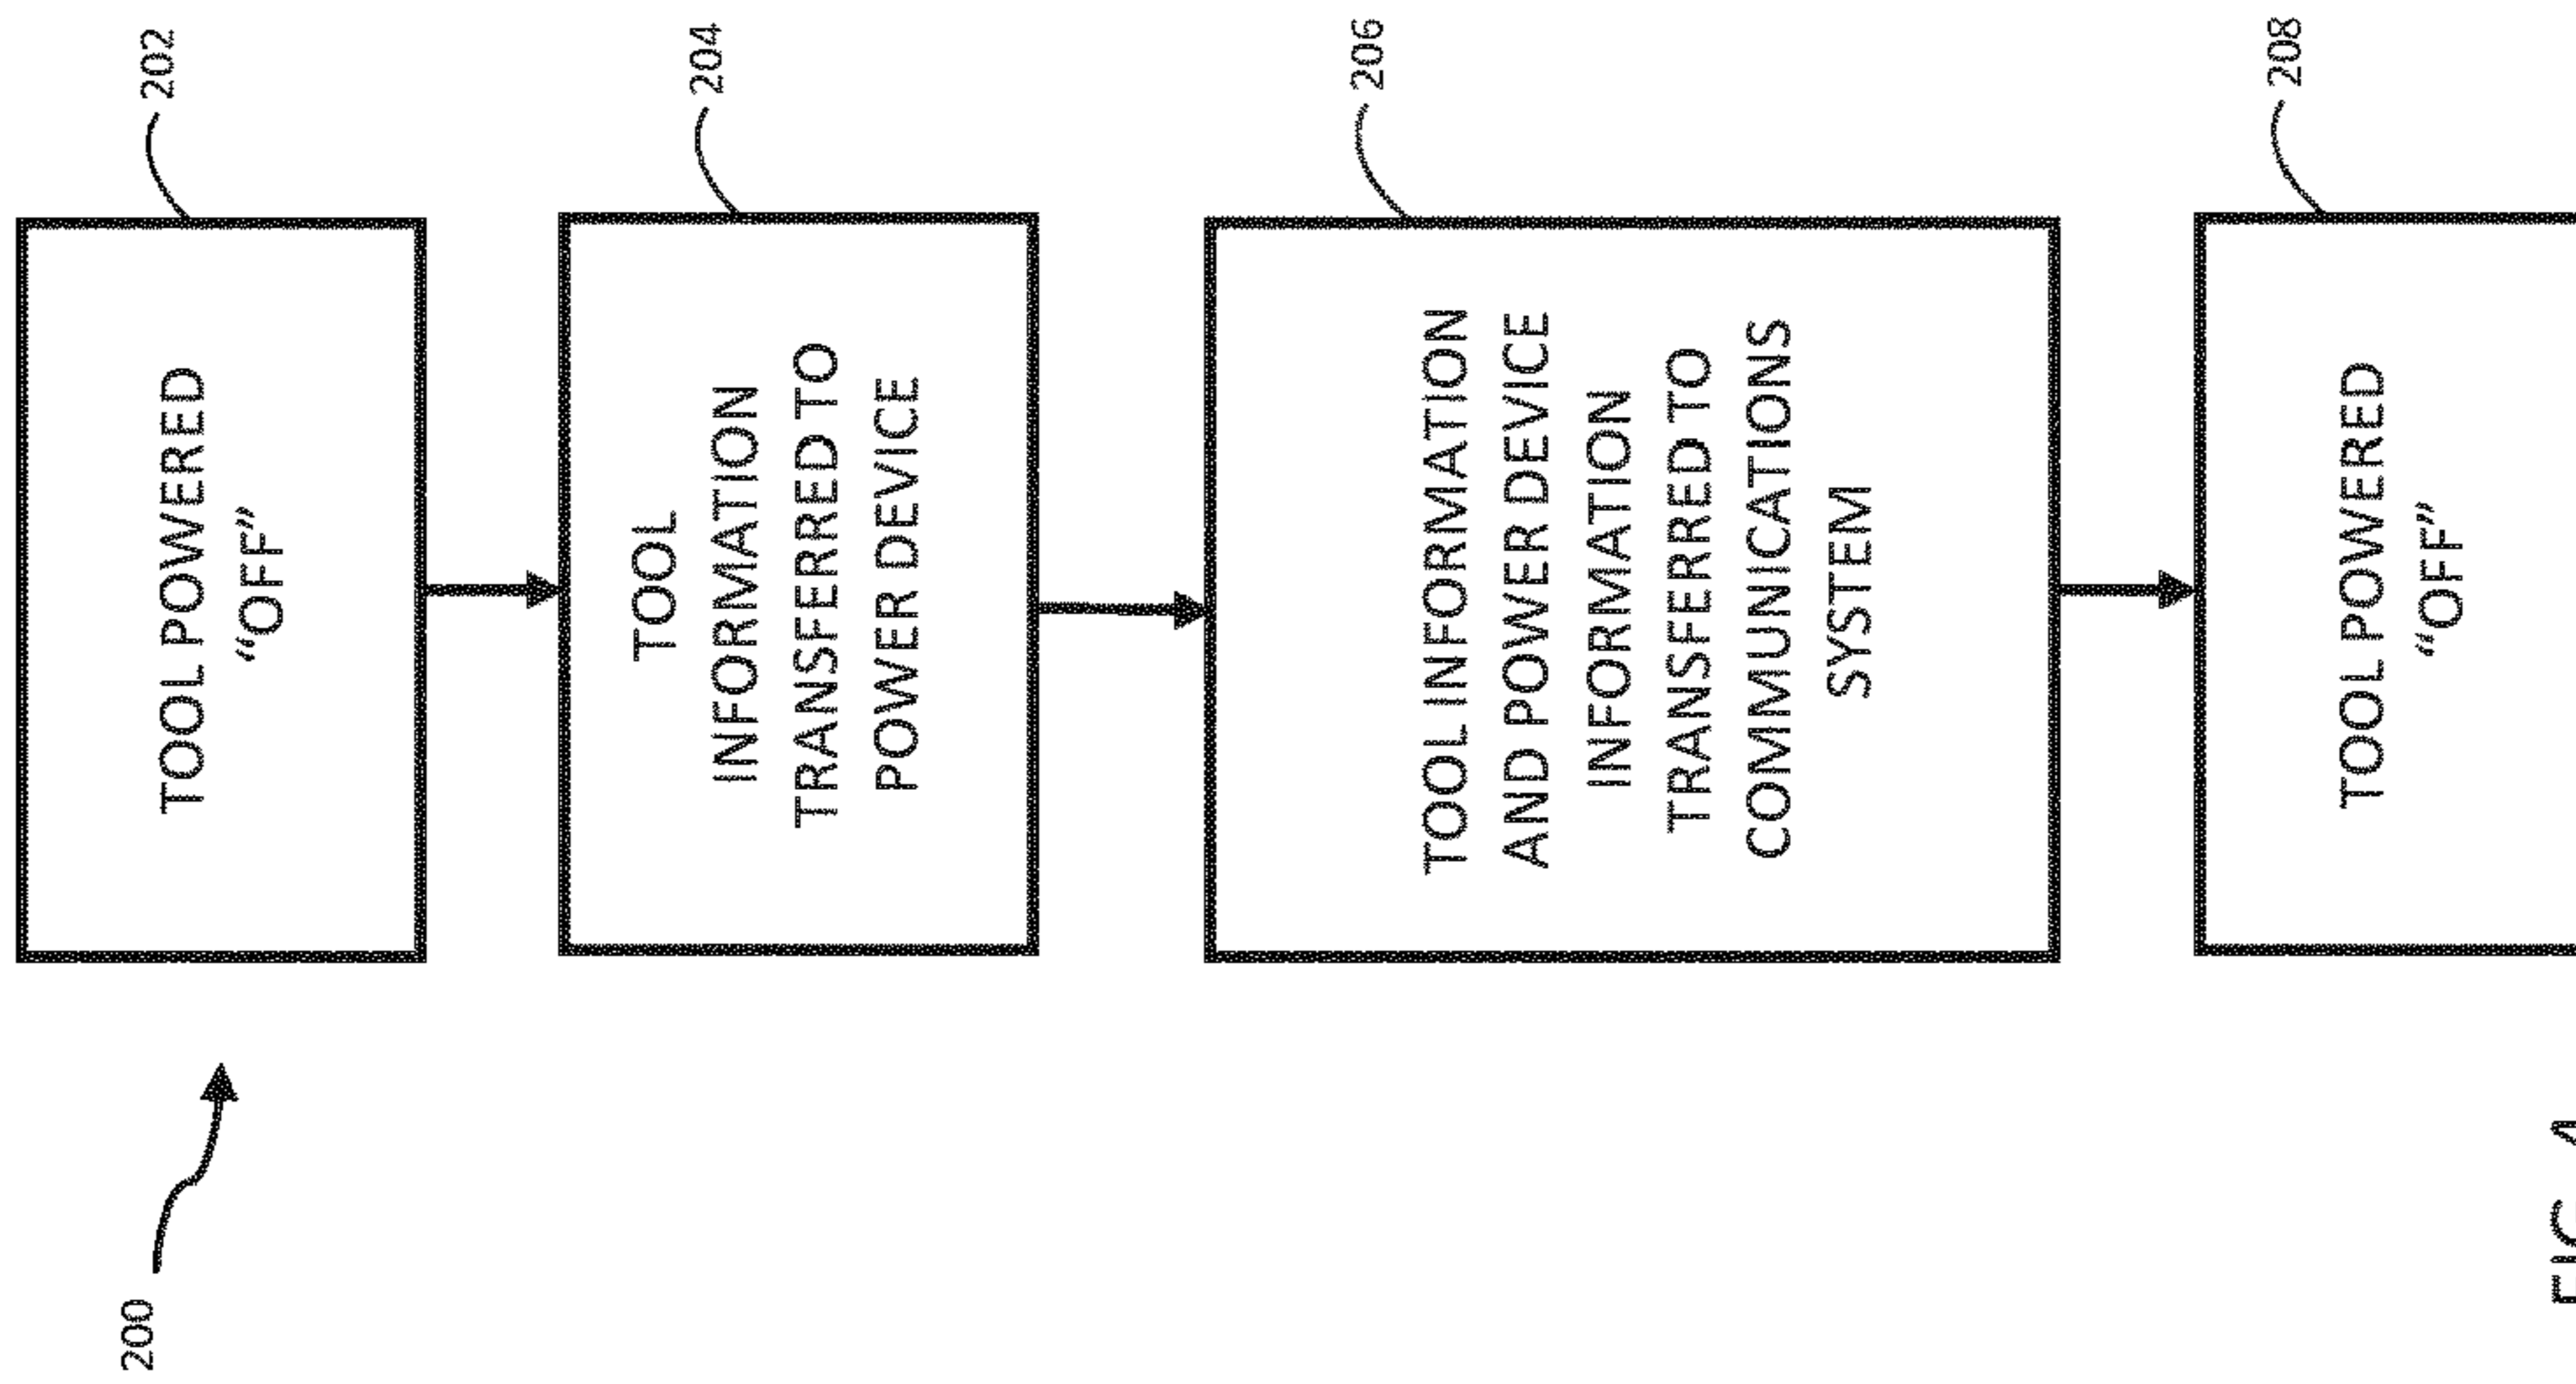 200
202
TOOL POWERED
“OFF”
204
TOOL
INFORMATION
TRANSFERRED TO
POWER DEVICE
206
TOOL INFORMATION
AND POWER DEVICE
INFORMATION
TRANSFERRED TO
COMMUNICATIONS
SYSTEM
208
TOOL POWERED
“OFF”